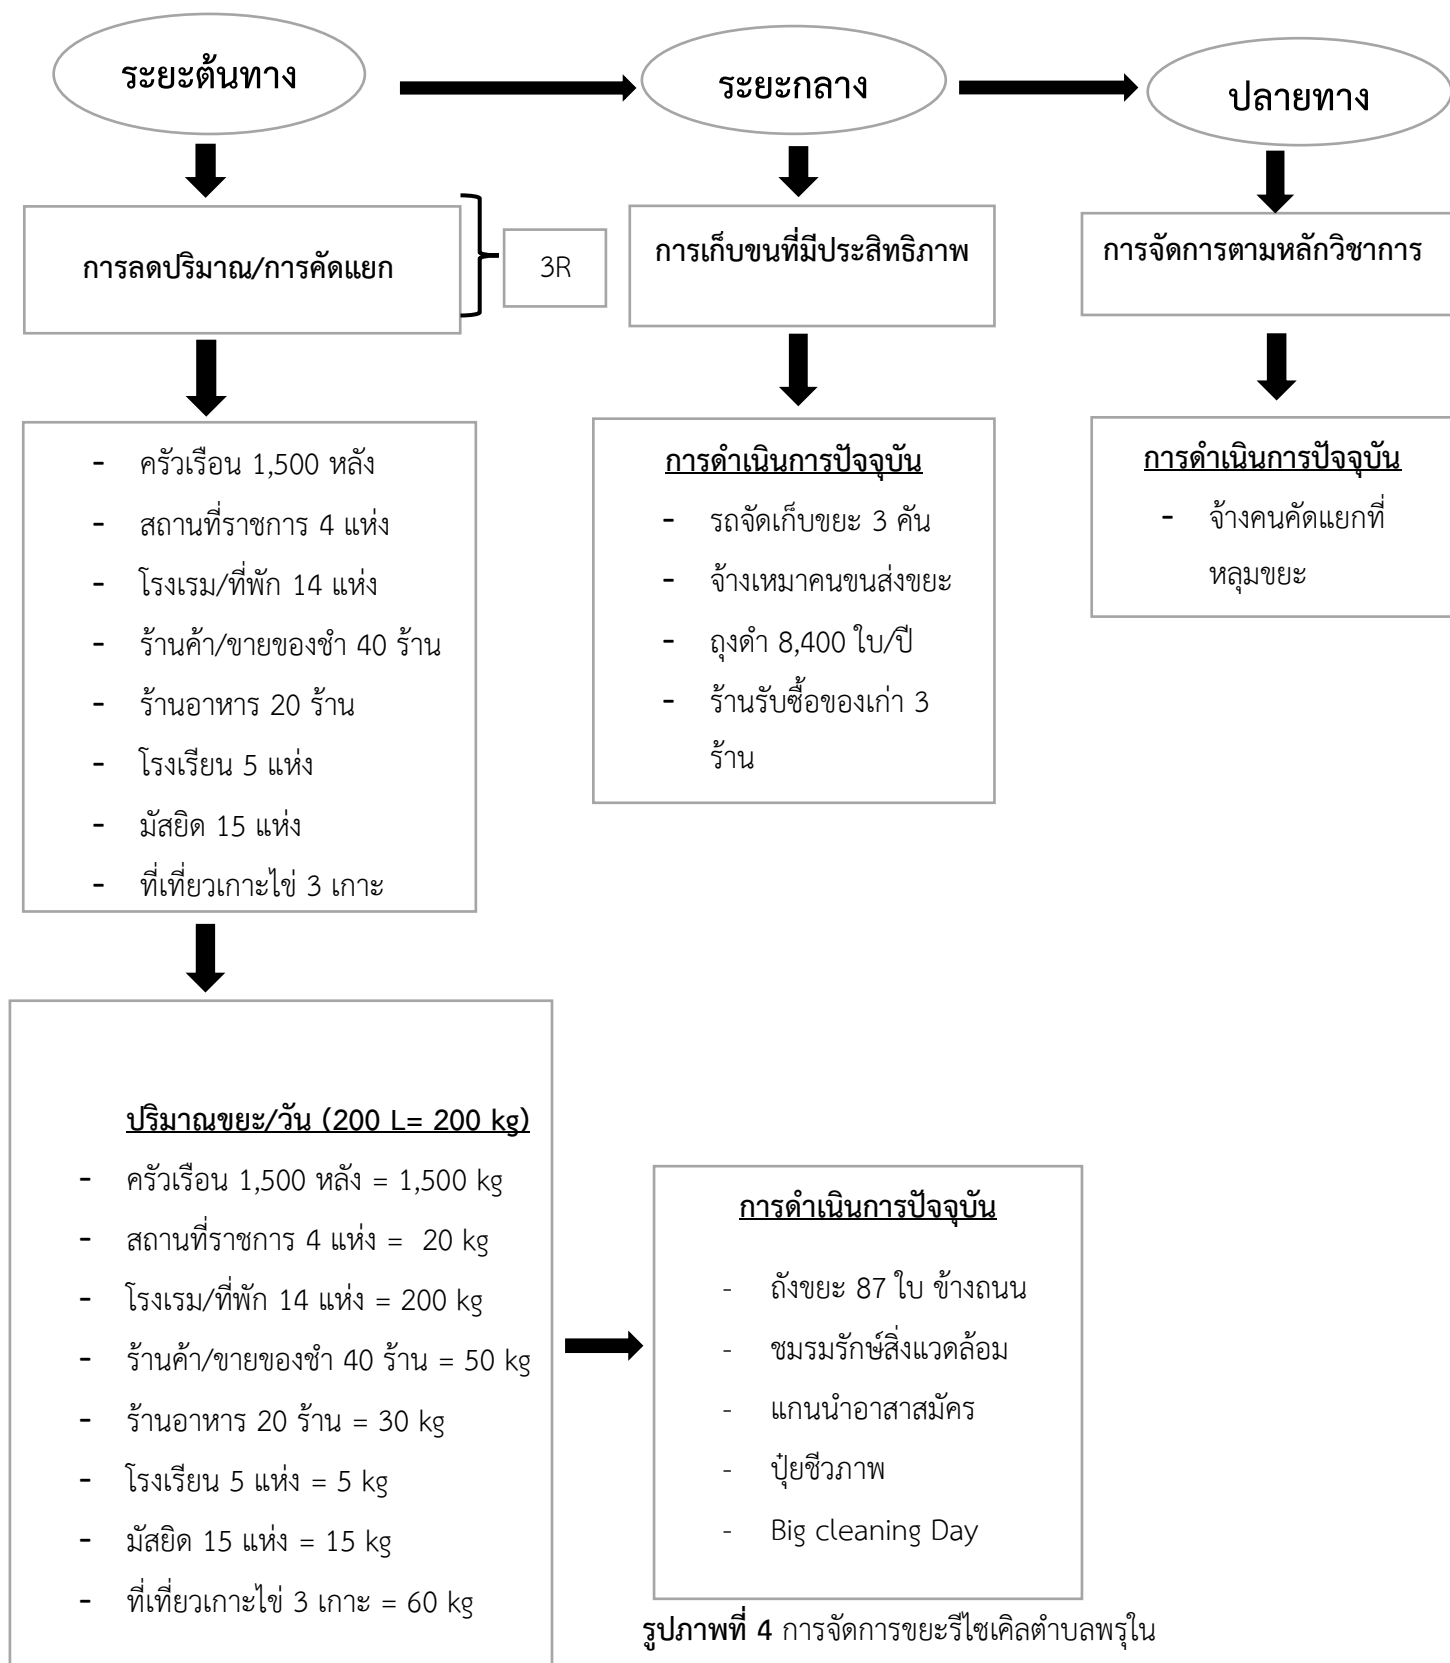 ระยะต้นทาง
ระยะกลาง
ปลายทาง
การลดปริมาณ/การคัดแยก
3R
การเก็บขนที่มีประสิทธิภาพ
การจัดการตามหลักวิชาการ
- ครัวเรือน 1,500 หลัง
- สถานที่ราชการ 4 แห่ง
- โรงแรม/ที่พัก 14 แห่ง
- ร้านค้า/ขายของชำ 40 ร้าน
- ร้านอาหาร 20 ร้าน
- โรงเรียน 5 แห่ง
- มัสยิด 15 แห่ง
- ที่เที่ยวเกาะไข่ 3 เกาะ
การดำเนินการปัจจุบัน
- รถจัดเก็บขยะ 3 คัน
- จ้างเหมาคนขนส่งขยะ
- ถุงดำ 8,400 ใบ/ปี
- ร้านรับซื้อของเก่า 3
ร้าน
การดำเนินการปัจจุบัน
- จ้างคนคัดแยกที่
หลุมขยะ
ปริมาณขยะ/วัน (200 L= 200 kg)
- ครัวเรือน 1,500 หลัง = 1,500 kg
- สถานที่ราชการ 4 แห่ง = 20 kg
- โรงแรม/ที่พัก 14 แห่ง = 200 kg
- ร้านค้า/ขายของชำ 40 ร้าน = 50 kg
- ร้านอาหาร 20 ร้าน = 30 kg
- โรงเรียน 5 แห่ง = 5 kg
- มัสยิด 15 แห่ง = 15 kg
- ที่เที่ยวเกาะไข่ 3 เกาะ = 60 kg
การดำเนินการปัจจุบัน
- ถังขยะ 87 ใบ ข้างถนน
- ชมรมรักษ์สิ่งแวดล้อม
- แกนนำอาสาสมัคร
- ปุ๋ยชีวภาพ
- Big cleaning Day
รูปภาพที่ 4 การจัดการขยะรีไซเคิลตำบลพรุใน